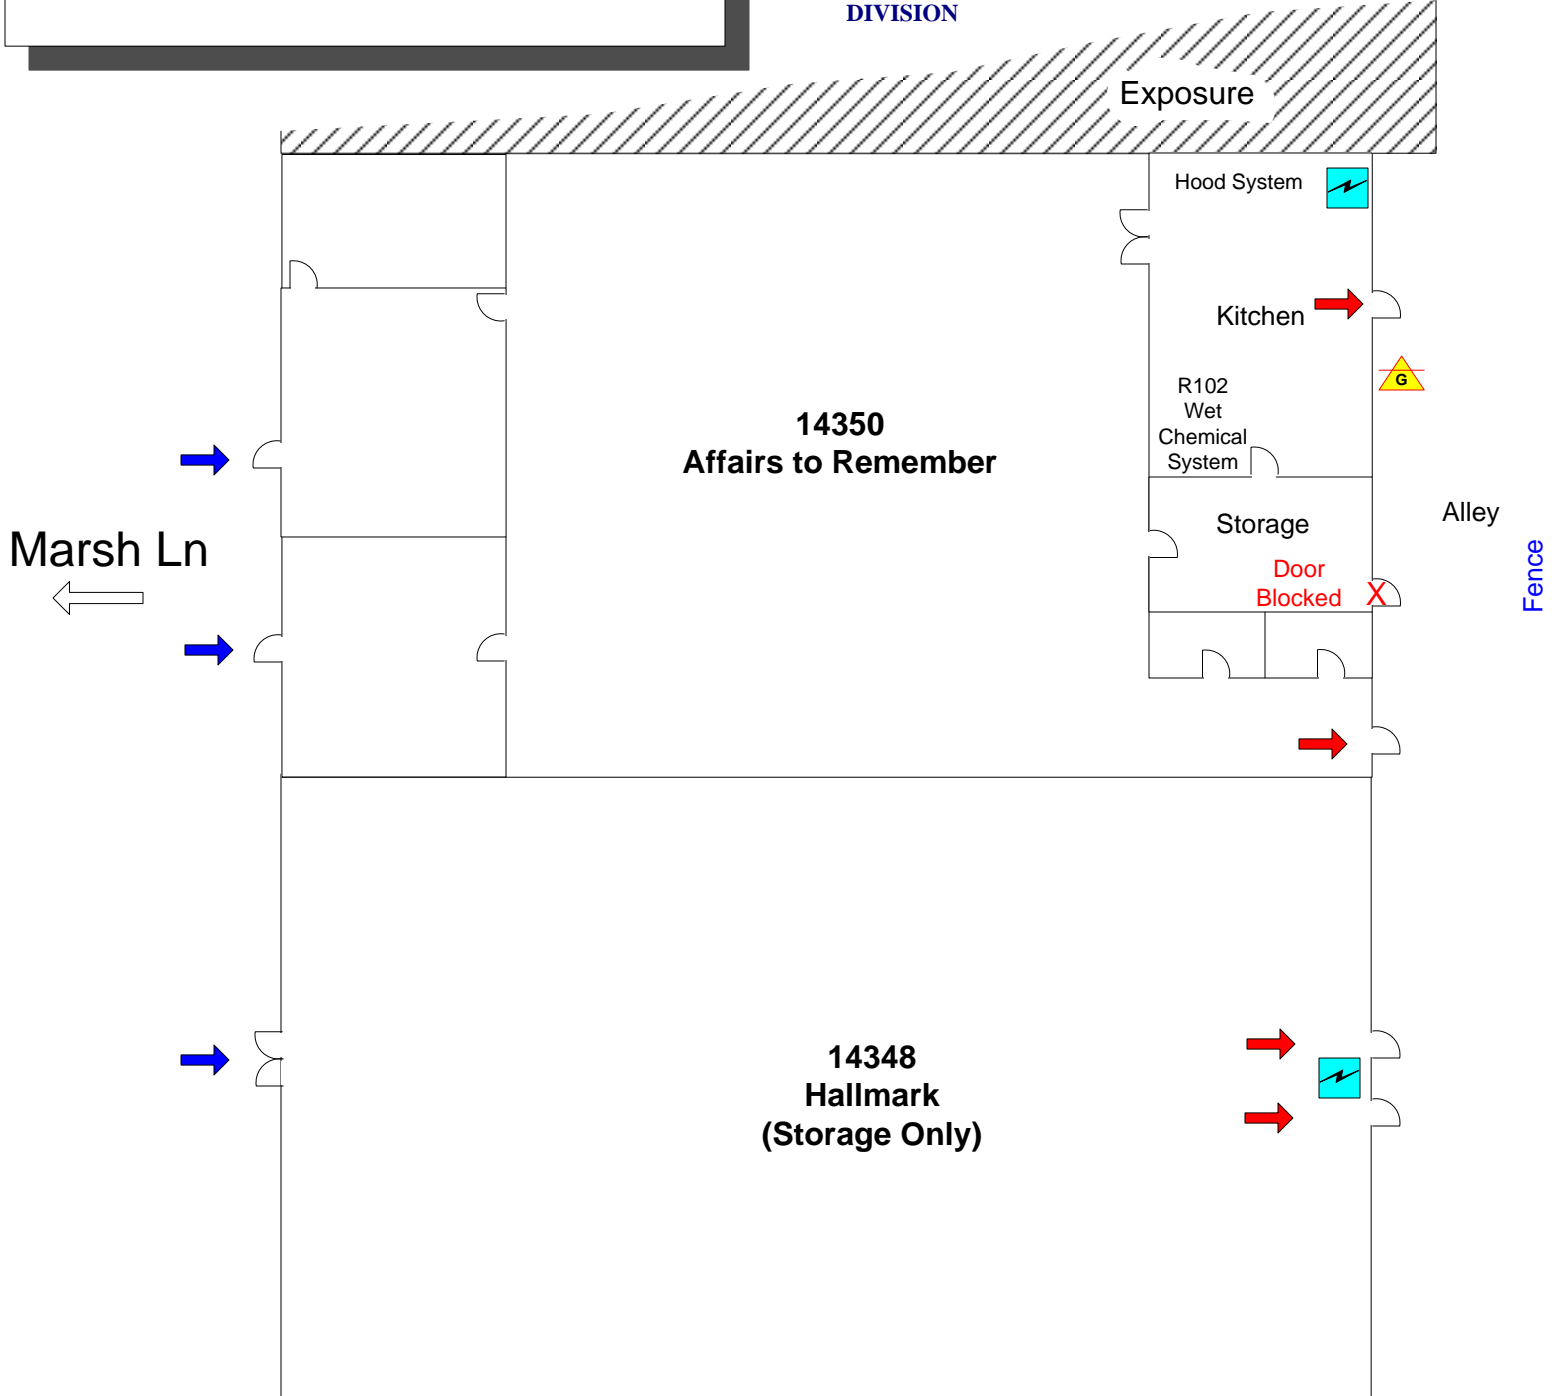 DIVISION
Exposure
Hood System
Kitchen
G
R102
Wet
Chemical
System
14350
Affairs to Remember
Marsh Ln
Storage
Alley
Fence
Door
Blocked
X
14348
Hallmark
(Storage Only)